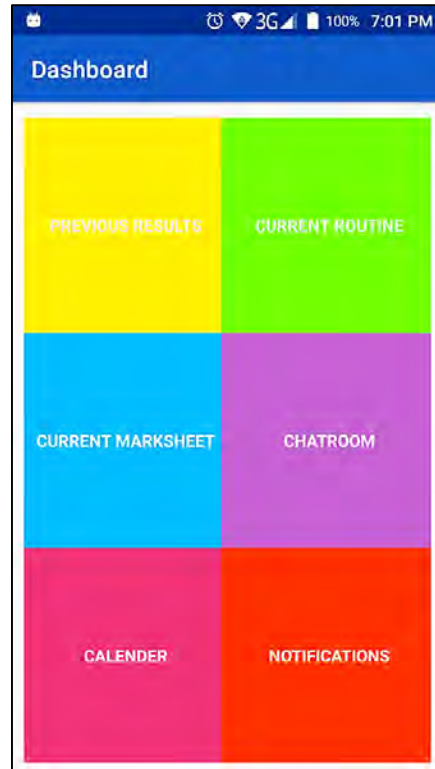 3G 100% 7:01 PM
Dashboard
PREVIOUS RESULTS
CURRENT ROUTINE
CURRENT MARKSHEET
CHATROOM
CALENDER
NOTIFICATIONS